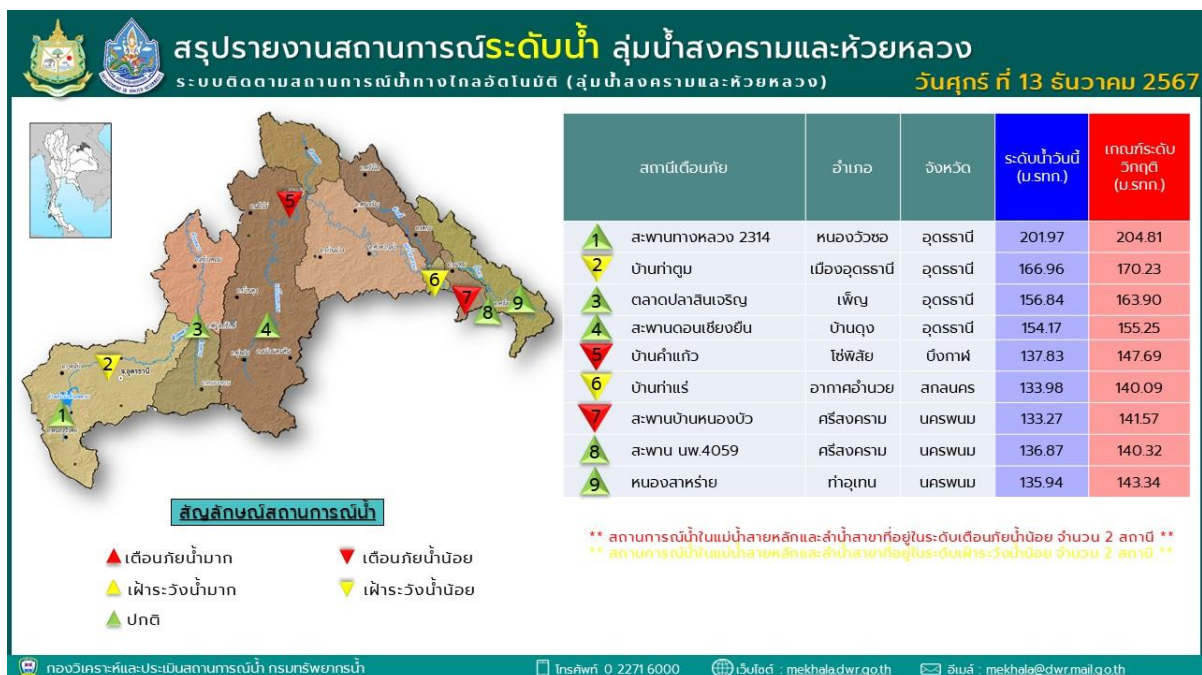 สรุปรายงานสถานการณ์ระดับน้ำ ลุ่มน้ำสงครามและห้วยหลวง
ระบบติดตามสถานการณ์น้ำทางไกลอัตโนมัติ (ลุ่มน้ำสงครามและห้วยหลวง)
วันศุกร์ ที่ 13 ธันวาคม 2567
5
6
7
8
9
3
4
2
1
จ.อุดรธานี
สถานีเตือนภัย อำเภอ จังหวัด ระดับน้ำวันนี้ (ม.รทก.) เกณฑ์ระดับวิกฤติ (ม.รทก.)
1 สะพานทางหลวง 2314 หนองวัวซอ อุดรธานี 201.97 204.81
2 บ้านท่าตูม เมืองอุดรธานี อุดรธานี 166.96 170.23
3 ตลาดปลาสินเจริญ เพ็ญ อุดรธานี 156.84 163.90
4 สะพานดอนเชียงยืน บ้านดุง อุดรธานี 154.17 155.25
5 บ้านคำแก้ว โซ่พิสัย บึงกาฬ 137.83 147.69
6 บ้านท่าแร่ อากาศอำนวย สกลนคร 133.98 140.09
7 สะพานบ้านหนองบัว ศรีสงคราม นครพนม 133.27 141.57
8 สะพาน นพ.4059 ศรีสงคราม นครพนม 136.87 140.32
9 หนองสาหร่าย ท่าอุเทน นครพนม 135.94 143.34
** สถานการณ์น้ำในแม่น้ำสายหลักและลำน้ำสาขาที่อยู่ในระดับเตือนภัยน้ำน้อย จำนวน 2 สถานี **
** สถานการณ์น้ำในแม่น้ำสายหลักและลำน้ำสาขาที่อยู่ในระดับเฝ้าระวังน้ำน้อย จำนวน 2 สถานี **
สัญลักษณ์สถานการณ์น้ำ
เตือนภัยน้ำมาก เตือนภัยน้ำน้อย
เฝ้าระวังน้ำมาก เฝ้าระวังน้ำน้อย
ปกติ
กองวิเคราะห์และประเมินสถานการณ์น้ำ กรมทรัพยากรน้ำ โทรศัพท์ 0 2271 6000 เว็บไซต์ : mekhala.dwr.go.th อีเมล์ : mekhala@dwr.mail.go.th